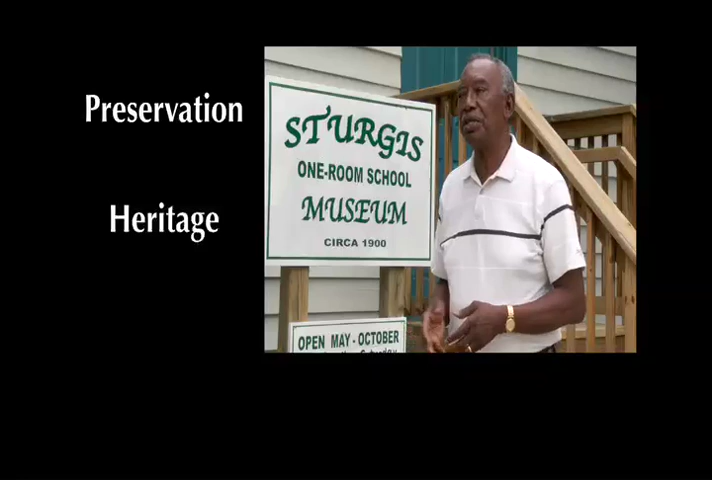 Preservation
Heritage
STURGIS
ONE-ROOM SCHOOL
MUSEUM
CIRCA 1900
OPEN MAY - OCTOBER